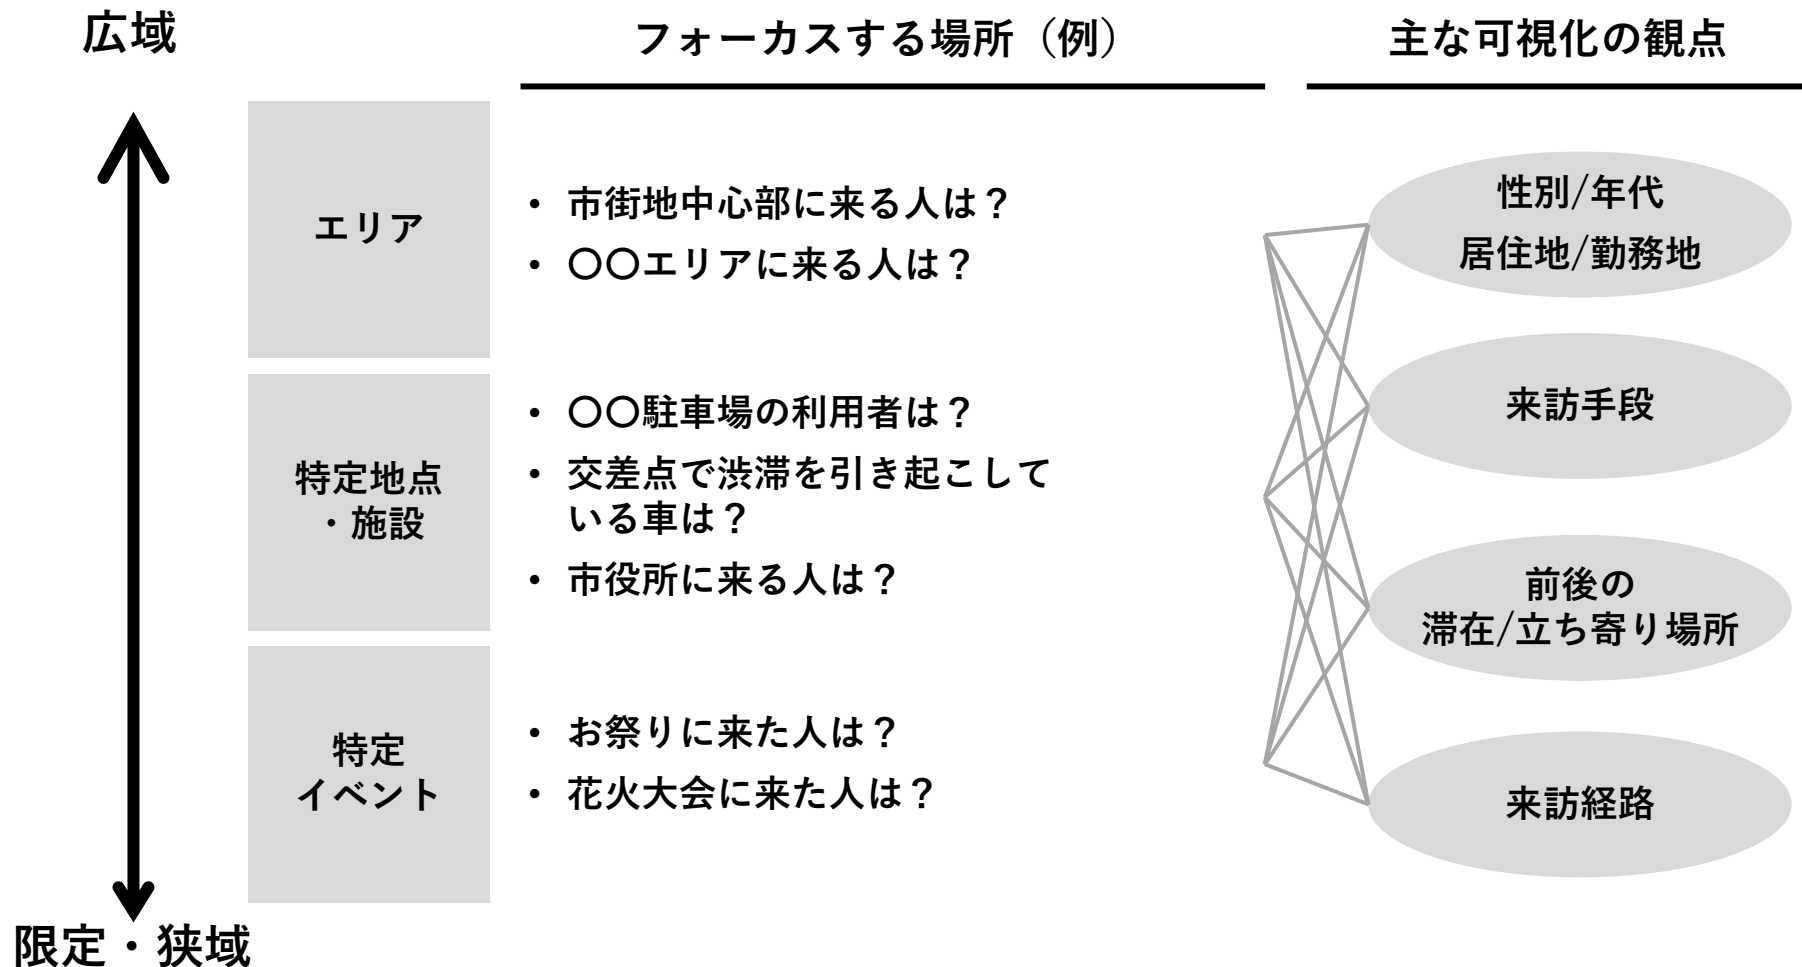 広域
フォーカスする場所（例）
主な可視化の観点
エリア
• 市街地中心部に来る人は？
• 〇〇エリアに来る人は？
特定地点
・施設
• 〇〇駐車場の利用者は？
• 交差点で渋滞を引き起こして
いる車は？
• 市役所に来る人は？
特定
イベント
• お祭りに来た人は？
• 花火大会に来た人は？
性別/年代
居住地/勤務地
来訪手段
前後の
滞在/立ち寄り場所
来訪経路
限定・狭域